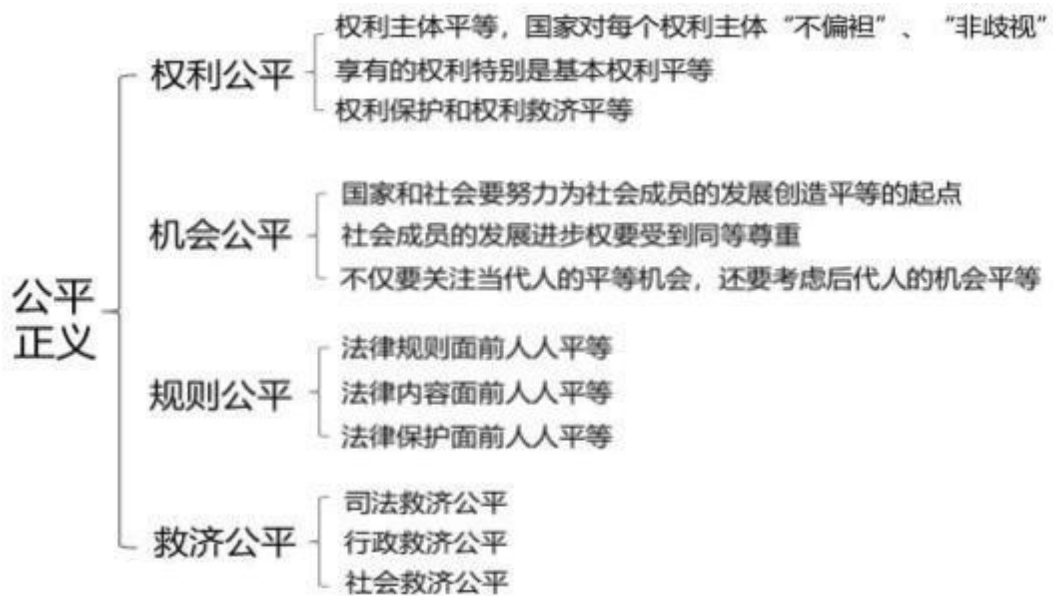 公平
正义
权利公平
权利主体平等，国家对每个权利主体“不偏袒”、“非歧视”
享有的权利特别是基本权利平等
权利保护和权利救济平等
机会公平
国家和社会要努力为社会成员的发展创造平等的起点
社会成员的发展进步权要受到同等尊重
不仅要关注当代人的平等机会，还要考虑后代人的机会平等
规则公平
法律规则面前人人平等
法律内容面前人人平等
法律保护面前人人平等
救济公平
司法救济公平
行政救济公平
社会救济公平